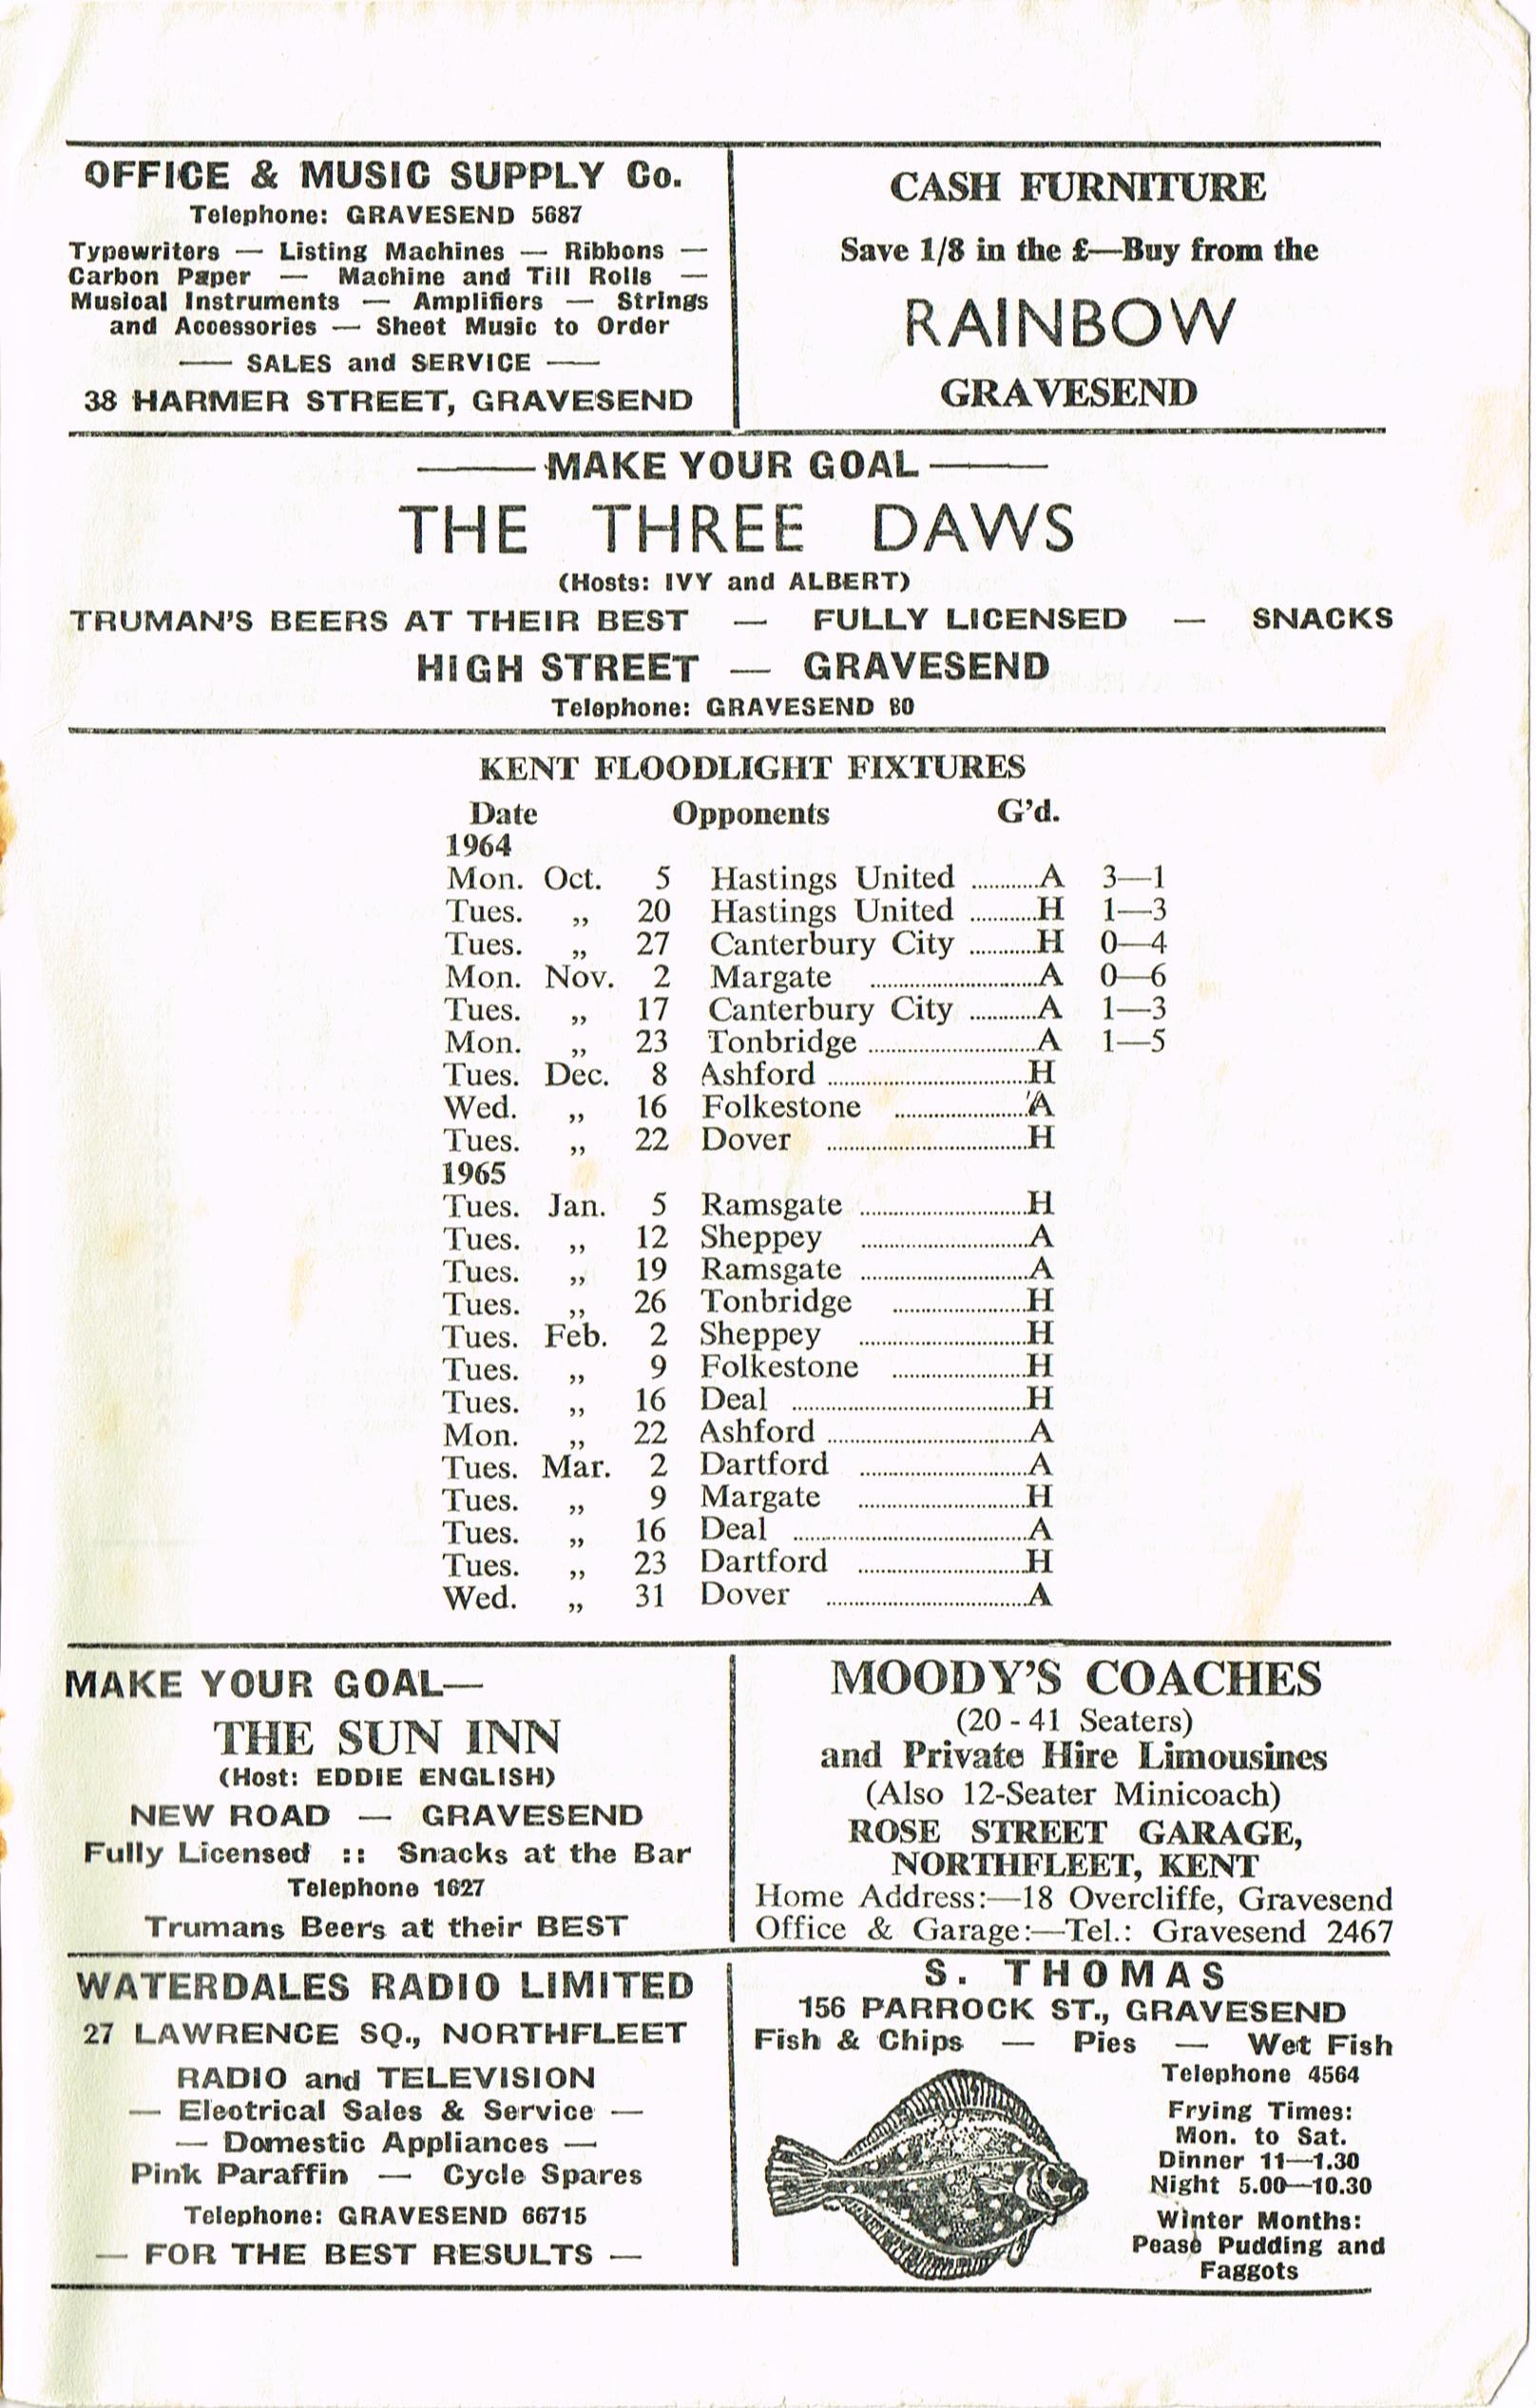 OFFICE & MUSIC SUPPLY Co.
Telephone: GRAVESEND 5687
Typewriters — Listing Machines — Ribbons —
Carbon Paper — Machine and Till Rolls —
Musical Instruments — Amplifiers — Strings
and Accessories — Sheet Music to Order
— SALES and SERVICE —
38 HARMER STREET, GRAVESEND
CASH FURNITURE
Save 1/8 in the £—Buy from the
RAINBOW
GRAVESEND
— MAKE YOUR GOAL —
THE THREE DAWS
(Hosts: IVY and ALBERT)
TRUMAN'S BEERS AT THEIR BEST — FULLY LICENSED — SNACKS
HIGH STREET — GRAVESEND
Telephone: GRAVESEND 80
KENT FLOODLIGHT FIXTURES
Date Opponents G'd.
1964
Mon. Oct. 5 Hastings United ...........A 3—1
Tues. ,, 20 Hastings United ...........H 1—3
Tues. ,, 27 Canterbury City ...........H 0—4
Mon. Nov. 2 Margate ...........A 0—6
Tues. ,, 17 Canterbury City ...........A 1—3
Mon. ,, 23 Tonbridge ...........A 1—5
Tues. Dec. 8 Ashford ...........H
Wed. ,, 16 Folkestone ...........A
Tues. ,, 22 Dover ...........H
1965
Tues. Jan. 5 Ramsgate ...........H
Tues. ,, 12 Sheppey ...........A
Tues. ,, 19 Ramsgate ...........A
Tues. ,, 26 Tonbridge ...........H
Tues. Feb. 2 Sheppey ...........H
Tues. ,, 9 Folkestone ...........H
Tues. ,, 16 Deal ...........H
Mon. ,, 22 Ashford ...........A
Tues. Mar. 2 Dartford ...........A
Tues. ,, 9 Margate ...........H
Tues. ,, 16 Deal ...........A
Tues. ,, 23 Dartford ...........H
Wed. ,, 31 Dover ...........A
MAKE YOUR GOAL—
THE SUN INN
(Host: EDDIE ENGLISH)
NEW ROAD — GRAVESEND
Fully Licensed :: Snacks at the Bar
Telephone 1627
Trumans Beers at their BEST
MOODY'S COACHES
(20 - 41 Seaters)
and Private Hire Limousines
(Also 12-Seater Minicoach)
ROSE STREET GARAGE,
NORTHFLEET, KENT
Home Address:—18 Overcliffe, Gravesend
Office & Garage:—Tel.: Gravesend 2467
WATERDALES RADIO LIMITED
27 LAWRENCE SQ., NORTHFLEET
RADIO and TELEVISION
— Electrical Sales & Service —
— Domestic Appliances —
Pink Paraffin — Cycle Spares
Telephone: GRAVESEND 66715
— FOR THE BEST RESULTS —
S. THOMAS
156 PARROCK ST., GRAVESEND
Fish & Chips — Pies — Wet Fish
Telephone 4564
Frying Times:
Mon. to Sat.
Dinner 11—1.30
Night 5.00—10.30
Winter Months:
Pease Pudding and
Faggots